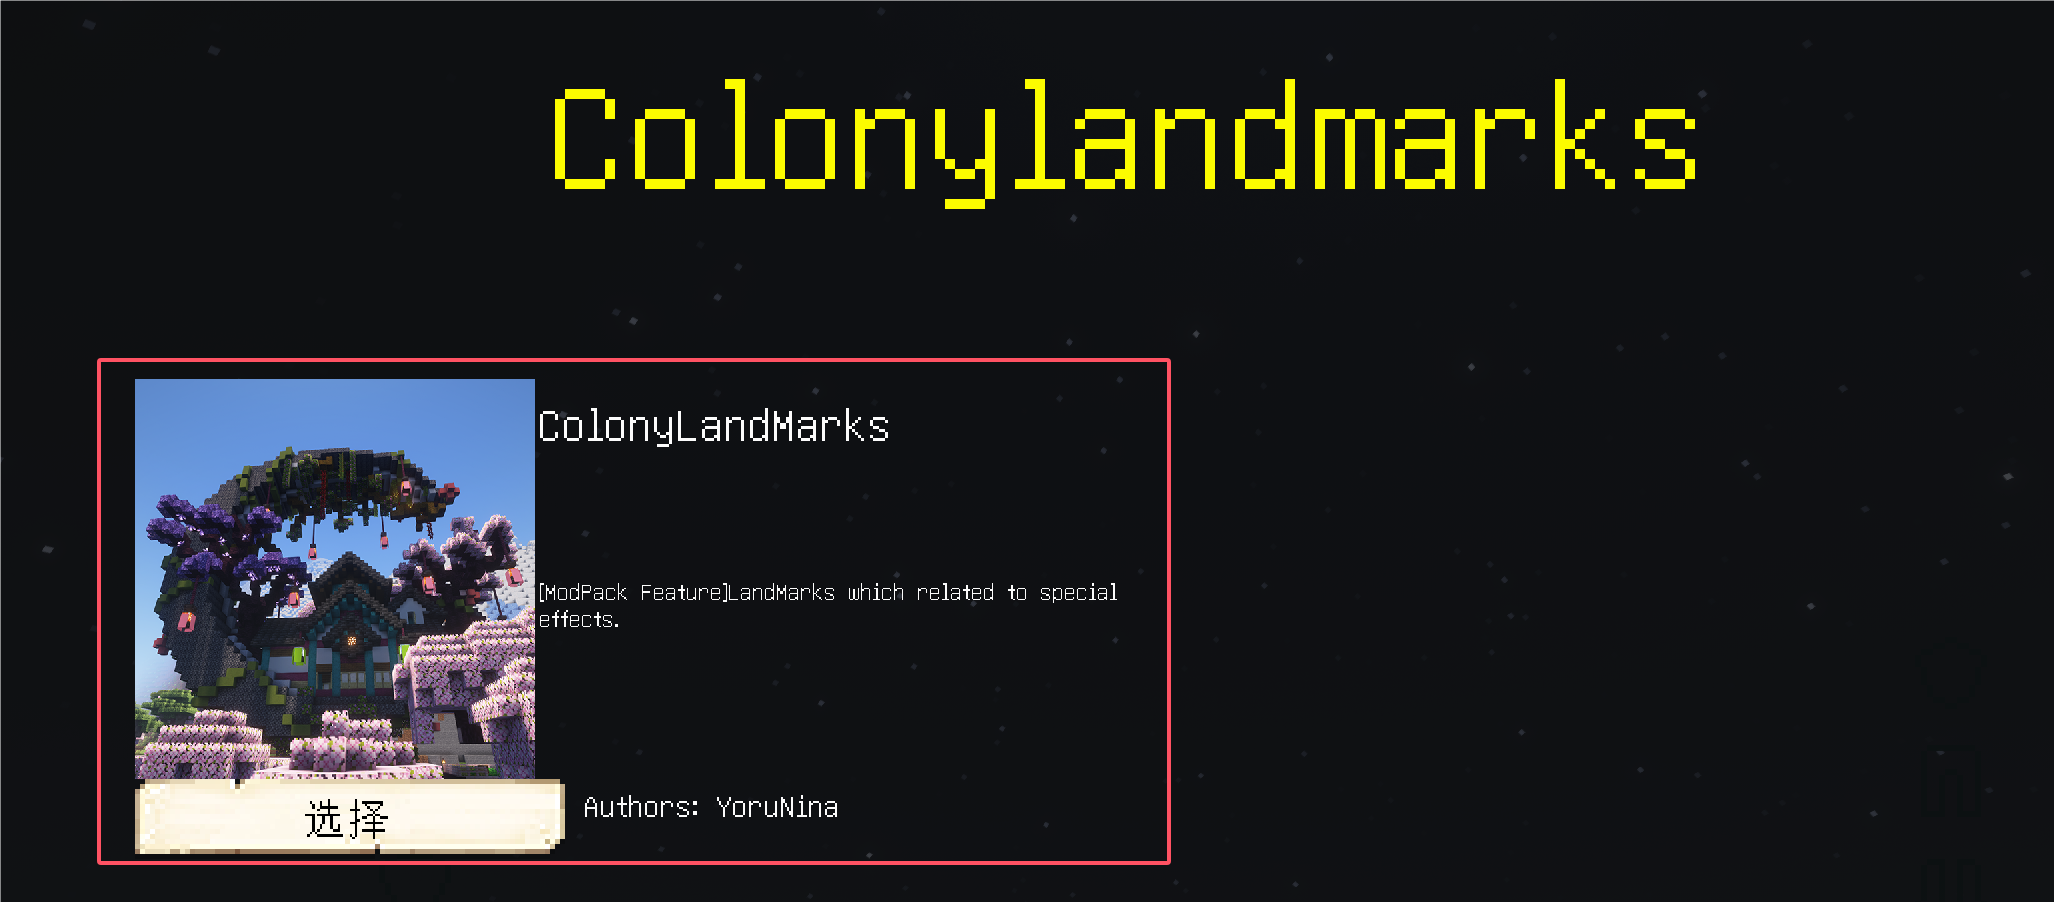 Colonylandmarks
ColonyLandMarks
[ModPack Feature]LandMarks which related to special
effects.
选择
Authors: YoruNina